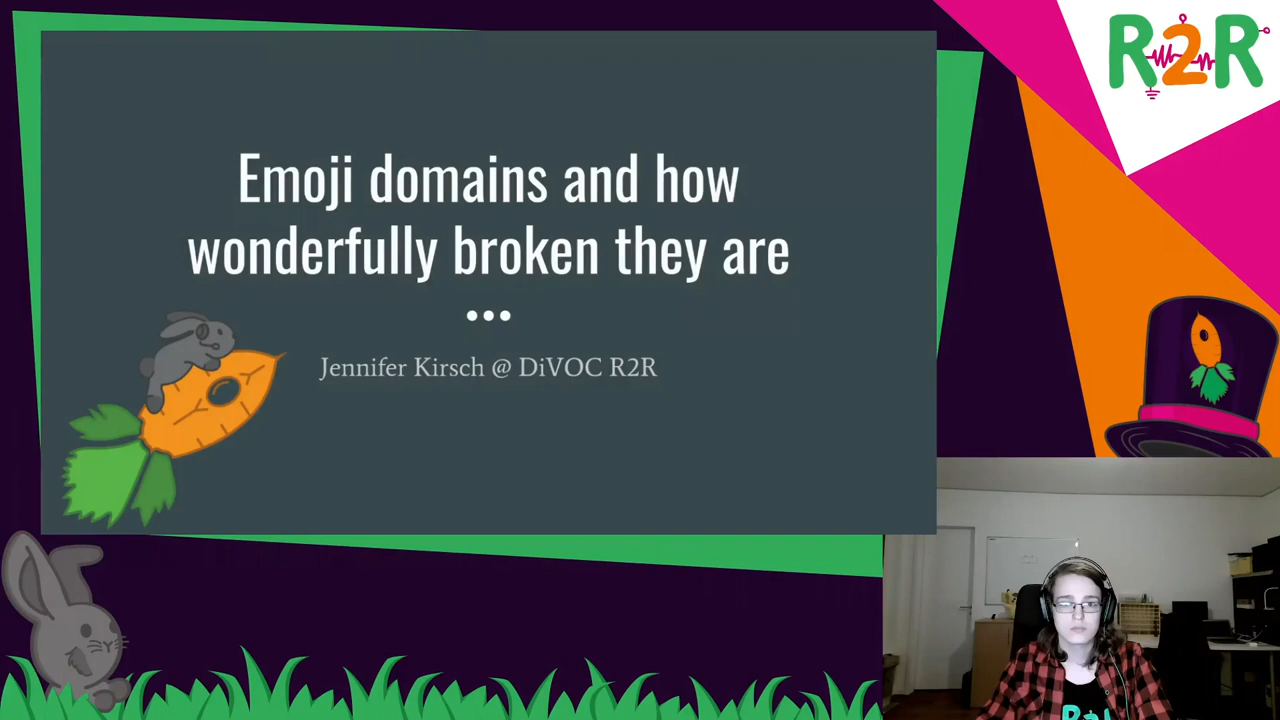 R2R
Emoji domains and how
wonderfully broken they are
...
Jennifer Kirsch @ DiVOC R2R